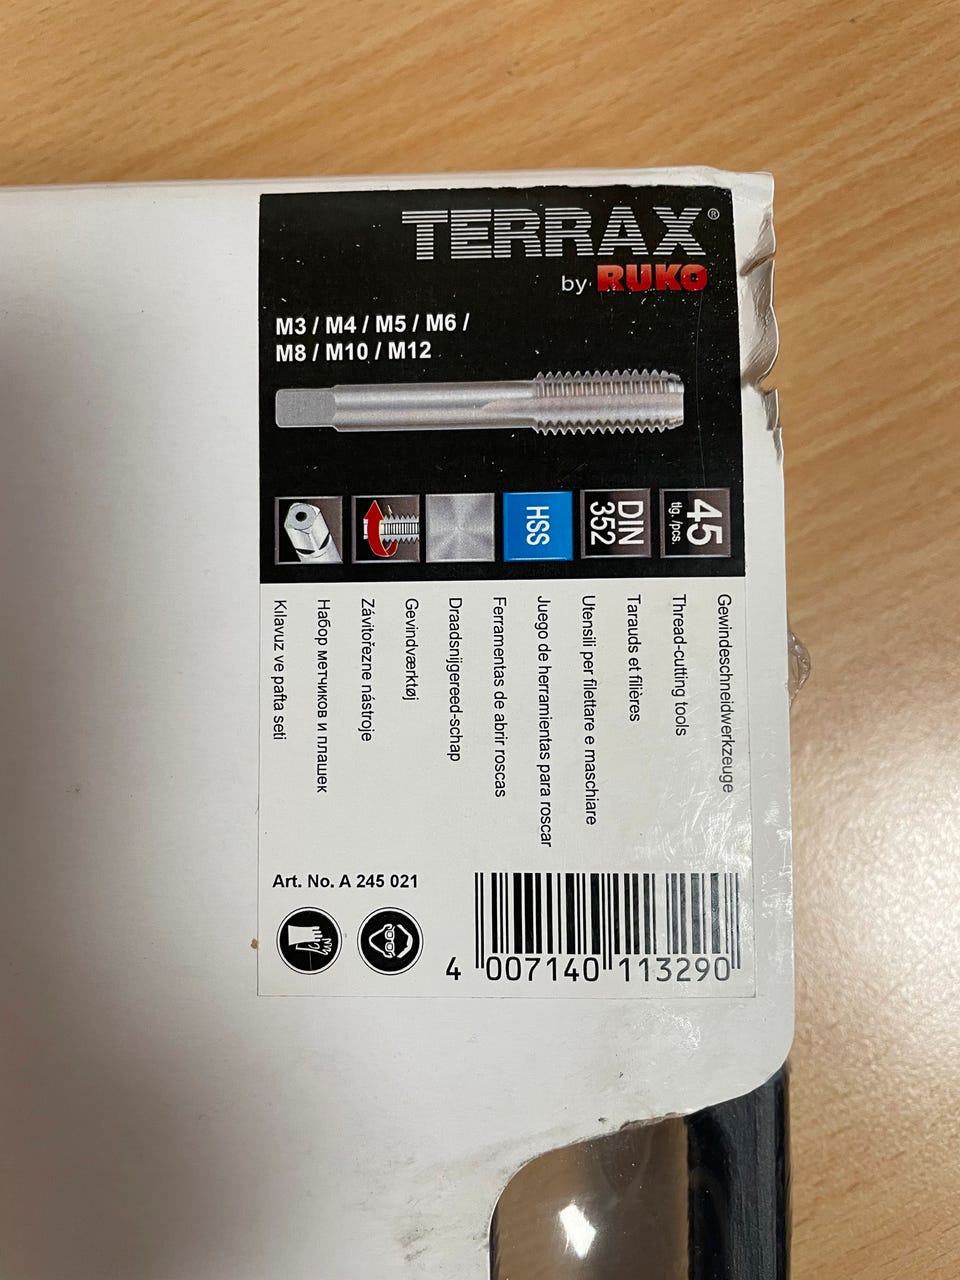 TERRAX®
by RUKO
M3 / M4 / M5 / M6 /
M8 / M10 / M12
HSS
DIN
352
45
tlg./pcs.
Gewindeschneidwerkzeuge
Thread-cutting tools
Tarauds et filières
Utensili per filettare e maschiare
Juego de herramientas para roscar
Ferramentas de abrir roscas
Draadsnijgereed-schap
Gevindværktøj
Závitořezne nástroje
Набор метчиков и плашек
Kılavuz ve pafta seti
Art. No. A 245 021
4 007140 113290